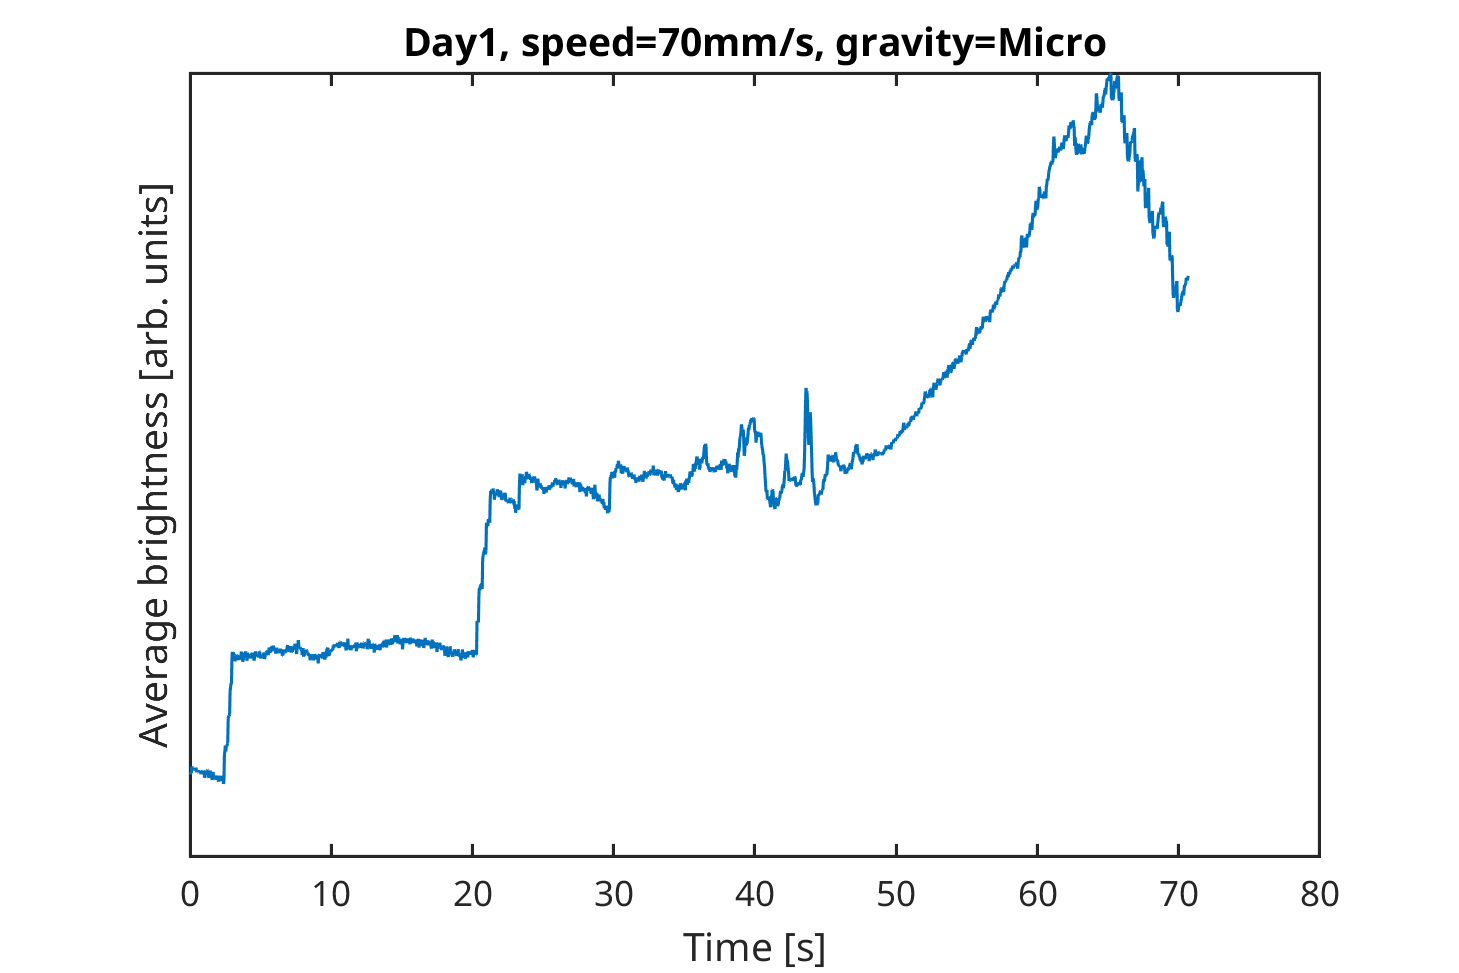 Day1, speed=70mm/s, gravity=Micro
Average brightness [arb. units]
0 10 20 30 40 50 60 70 80
Time [s]